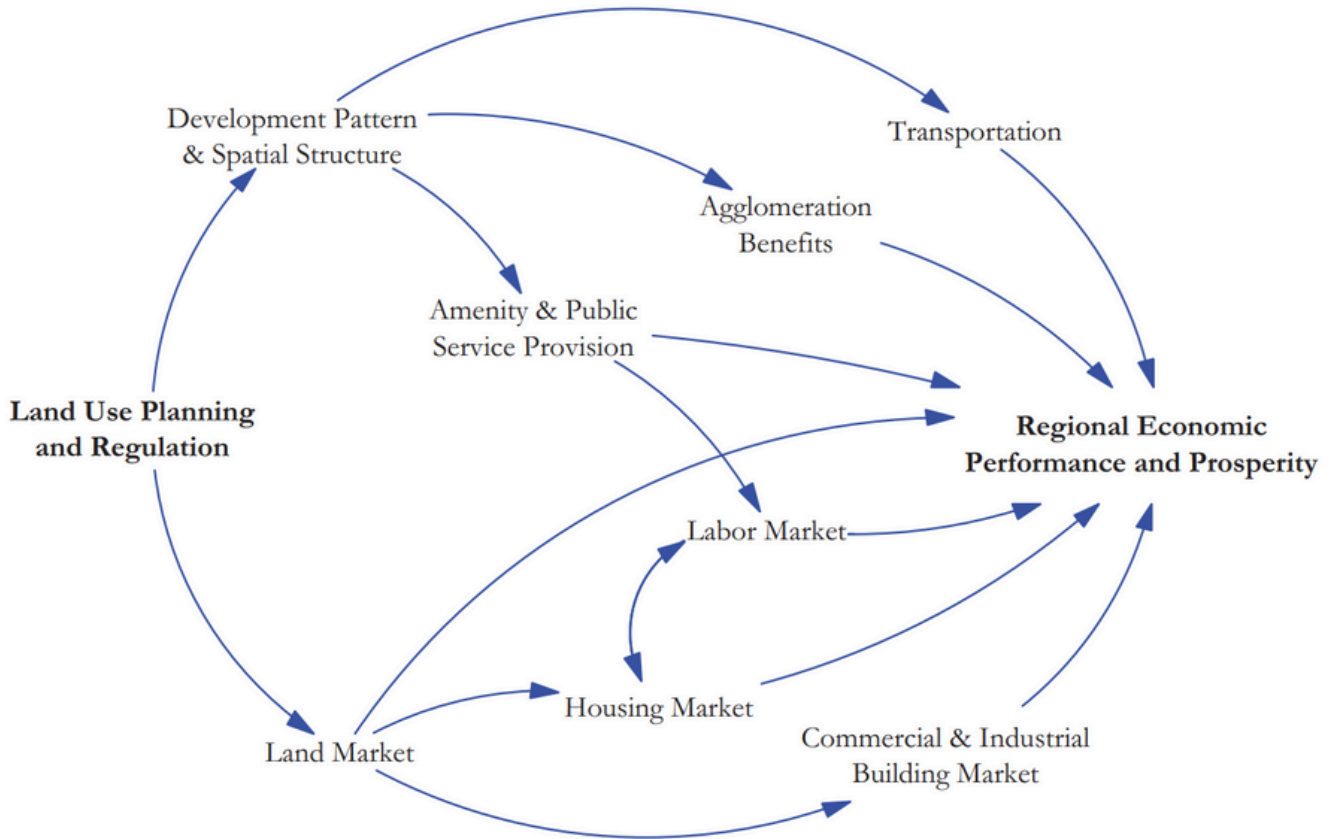 Development Pattern
& Spatial Structure
Transportation
Agglomeration
Benefits
Amenity & Public
Service Provision
Land Use Planning
and Regulation
Regional Economic
Performance and Prosperity
Labor Market
Housing Market
Land Market
Commercial & Industrial
Building Market